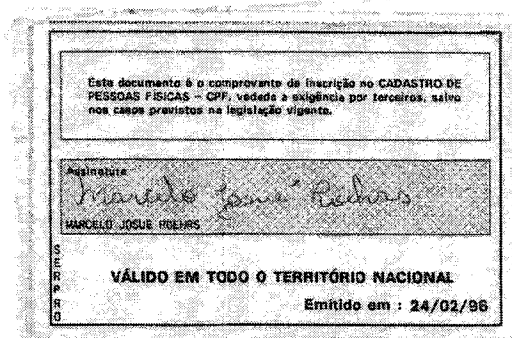 Este documento é o comprovante de inscrição no CADASTRO DE
PESSOAS FÍSICAS – CPF, vedada a exigência por terceiros, salvo
nos casos previstos na legislação vigente.
Assinatura
Marcelo Josué Roehrs
MARCELO JOSUE ROEHRS
SERPRO
VÁLIDO EM TODO O TERRITÓRIO NACIONAL
Emitido em : 24/02/96